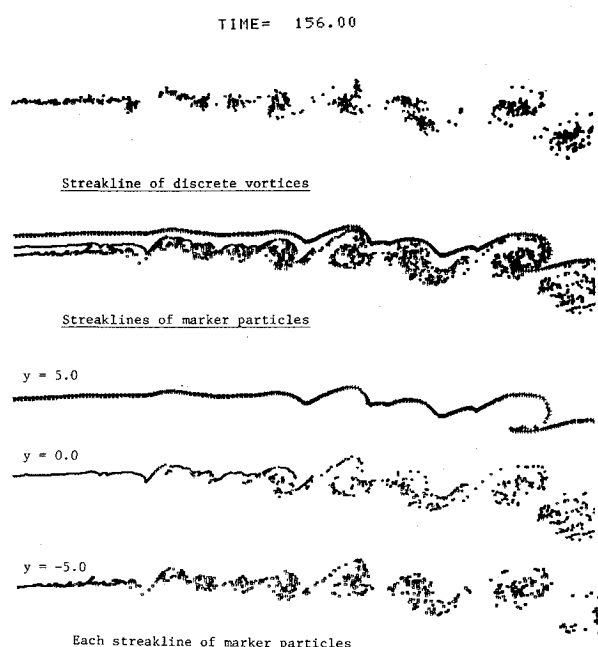 TIME= 156.00
Streakline of discrete vortices
Streaklines of marker particles
y = 5.0
y = 0.0
y = -5.0
Each streakline of marker particles